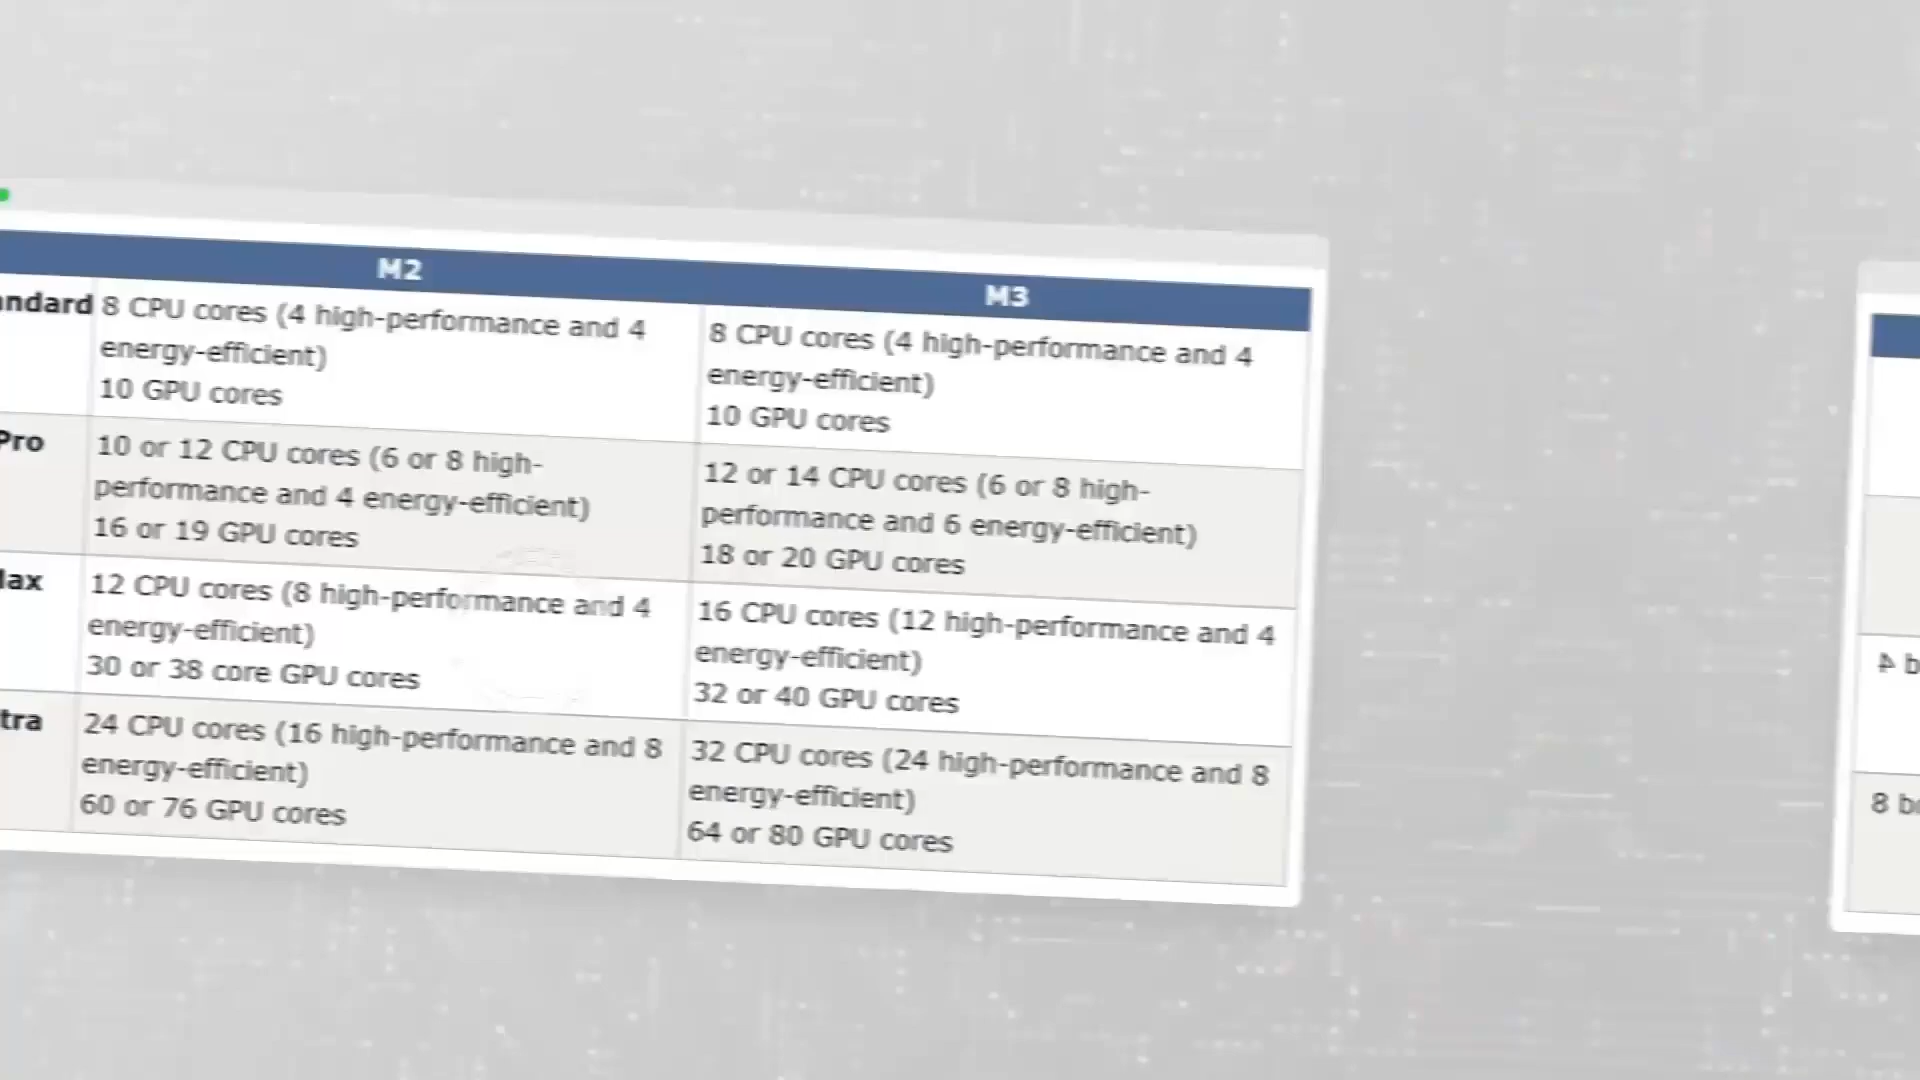 M2
M3
ndard
8 CPU cores (4 high-performance and 4
energy-efficient)
10 GPU cores
8 CPU cores (4 high-performance and 4
energy-efficient)
10 GPU cores
Pro
10 or 12 CPU cores (6 or 8 high-
performance and 4 energy-efficient)
16 or 19 GPU cores
12 or 14 CPU cores (6 or 8 high-
performance and 6 energy-efficient)
18 or 20 GPU cores
ax
12 CPU cores (8 high-performance and 4
energy-efficient)
30 or 38 core GPU cores
16 CPU cores (12 high-performance and 4
energy-efficient)
32 or 40 GPU cores
tra
24 CPU cores (16 high-performance and 8
energy-efficient)
60 or 76 GPU cores
32 CPU cores (24 high-performance and 8
energy-efficient)
64 or 80 GPU cores